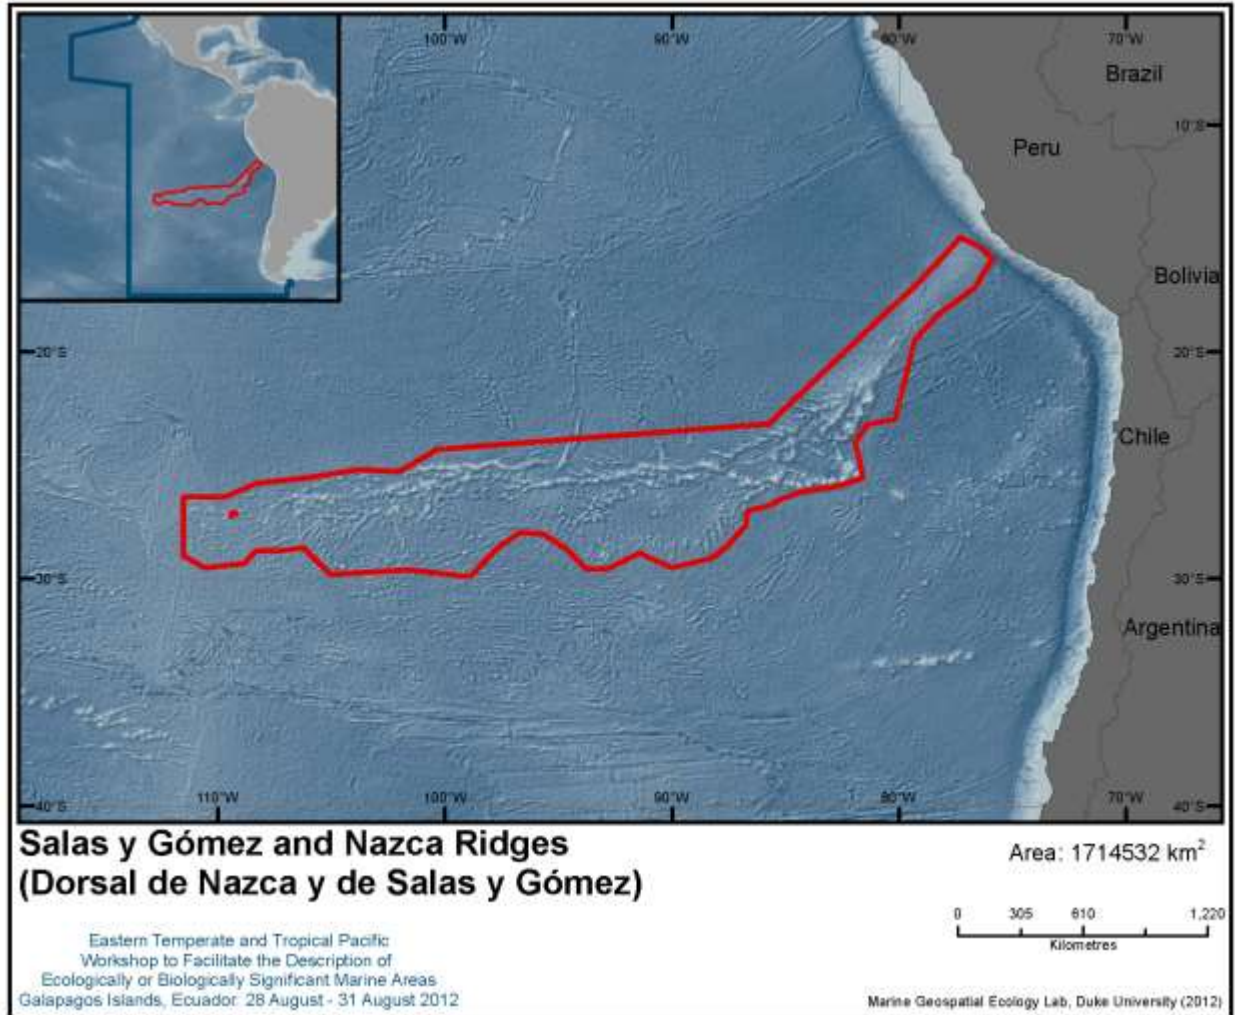 100°W 90°W 80°W 70°W
Brazil
10°S
Peru
Bolivia
20°S 20°S
Chile
30°S 30°S
Argentina
110°W 100°W 90°W 80°W 70°W
40°S 40°S
Salas y Gómez and Nazca Ridges
(Dorsal de Nazca y de Salas y Gómez)
Area: 1714532 km²
0 305 610 1,220
Kilometres
Eastern Temperate and Tropical Pacific
Workshop to Facilitate the Description of
Ecologically or Biologically Significant Marine Areas
Galapagos Islands, Ecuador: 28 August - 31 August 2012
Marine Geospatial Ecology Lab, Duke University (2012)